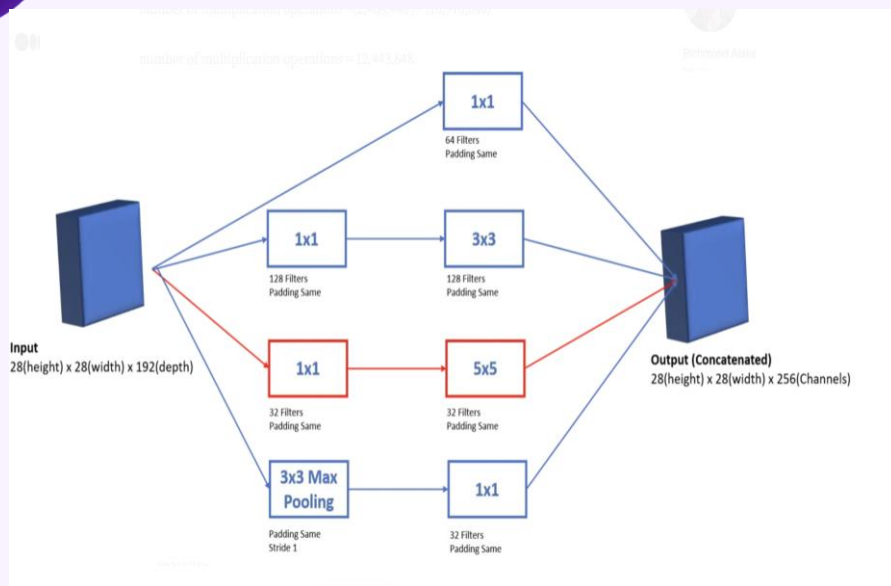 number of multiplication operations = 12,443,648
1x1
64 Filters
Padding Same
1x1
128 Filters
Padding Same
3x3
128 Filters
Padding Same
Input
28(height) x 28(width) x 192(depth)
1x1
32 Filters
Padding Same
5x5
32 Filters
Padding Same
Output (Concatenated)
28(height) x 28(width) x 256(Channels)
3x3 Max
Pooling
Padding Same
Stride 1
1x1
32 Filters
Padding Same